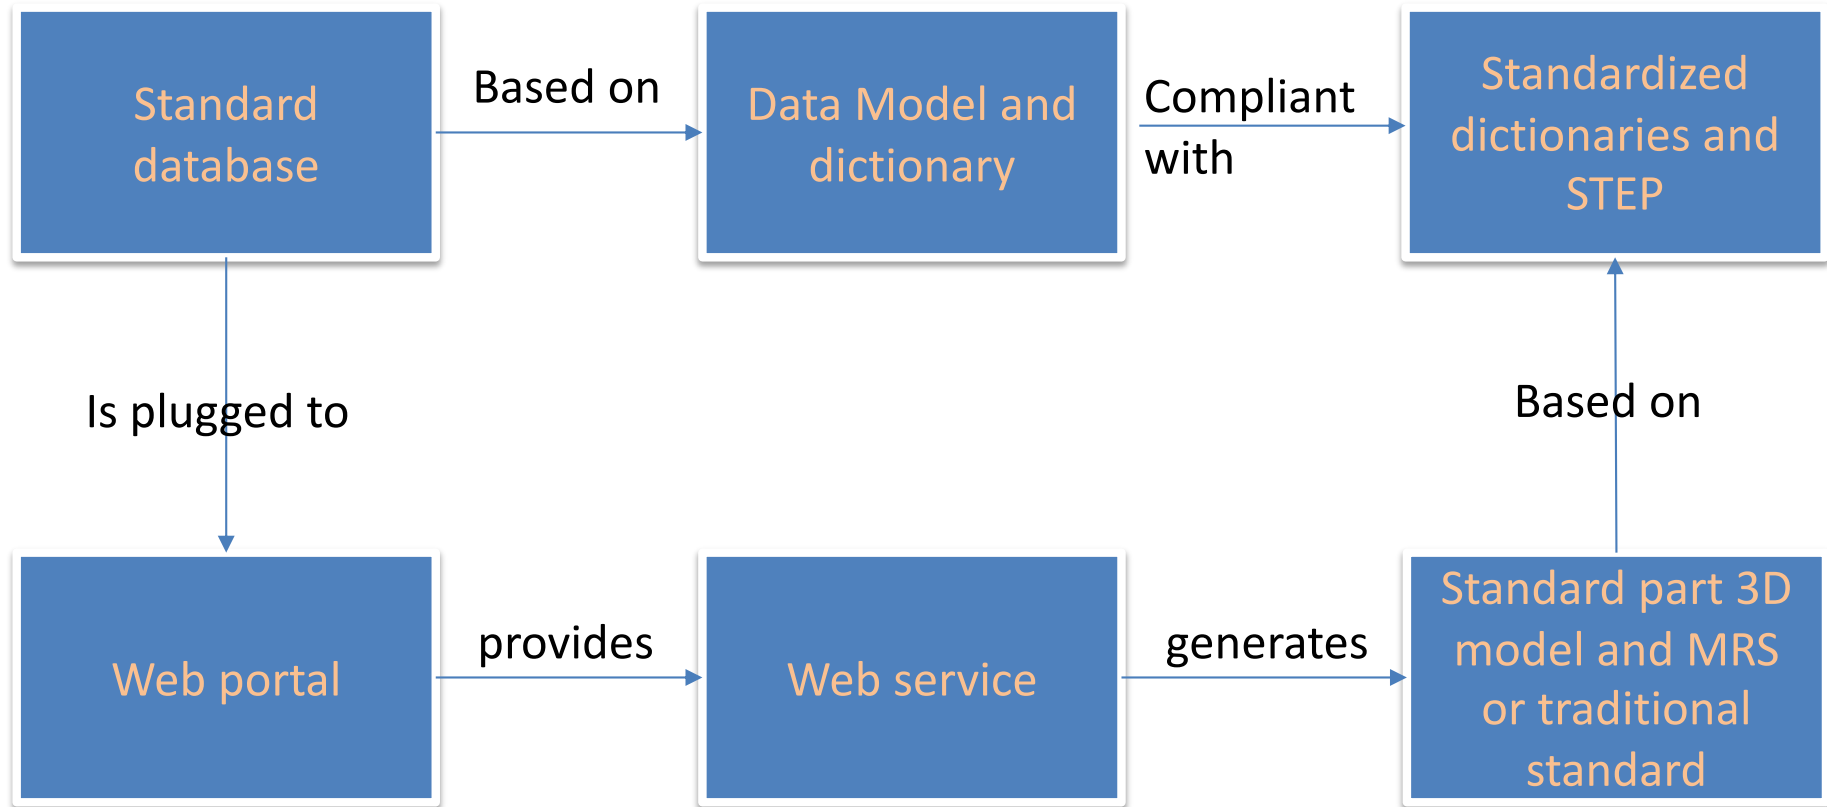 Standard
database
Based on
Data Model and
dictionary
Compliant
with
Standardized
dictionaries and
STEP
Is plugged to
Based on
Web portal
provides
Web service
generates
Standard part 3D
model and MRS
or traditional
standard